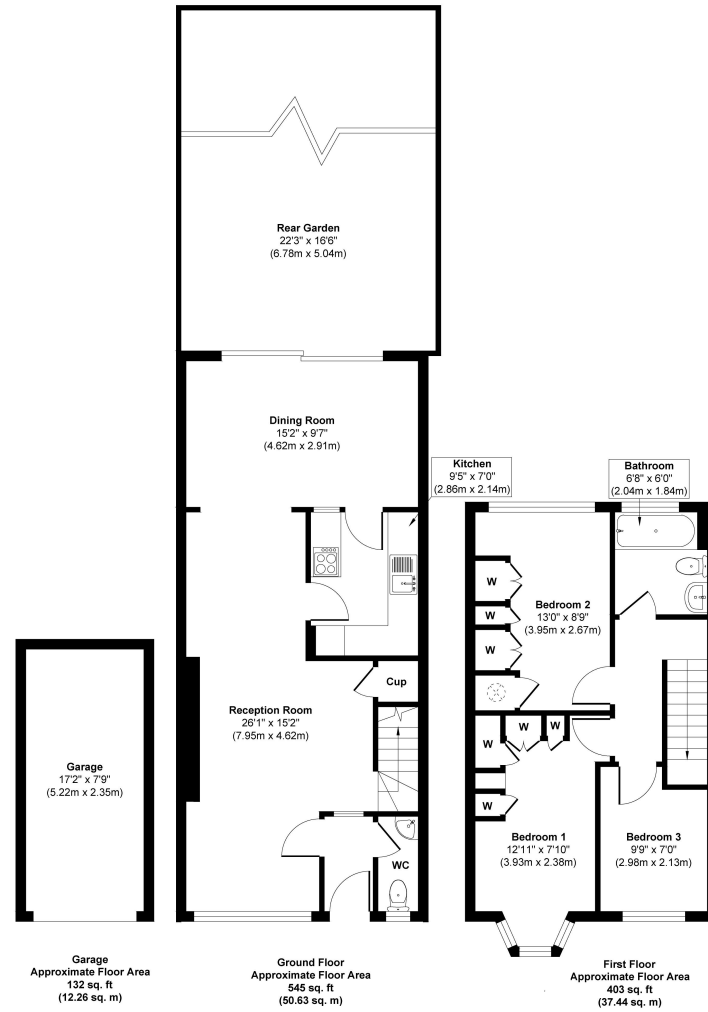 Rear Garden
22'3" x 16'6"
(6.78m x 5.04m)
Dining Room
15'2" x 9'7"
(4.62m x 2.91m)
Kitchen
9'5" x 7'0"
(2.86m x 2.14m)
Bathroom
6'8" x 6'0"
(2.04m x 1.84m)
W
W
W
Bedroom 2
13'0" x 8'9"
(3.95m x 2.67m)
Cup
Reception Room
26'1" x 15'2"
(7.95m x 4.62m)
W
W
W
W
Garage
17'2" x 7'9"
(5.22m x 2.35m)
WC
Bedroom 1
12'11" x 7'10"
(3.93m x 2.38m)
Bedroom 3
9'9" x 7'0"
(2.98m x 2.13m)
Garage
Approximate Floor Area
132 sq. ft
(12.26 sq. m)
Ground Floor
Approximate Floor Area
545 sq. ft
(50.63 sq. m)
First Floor
Approximate Floor Area
403 sq. ft
(37.44 sq. m)